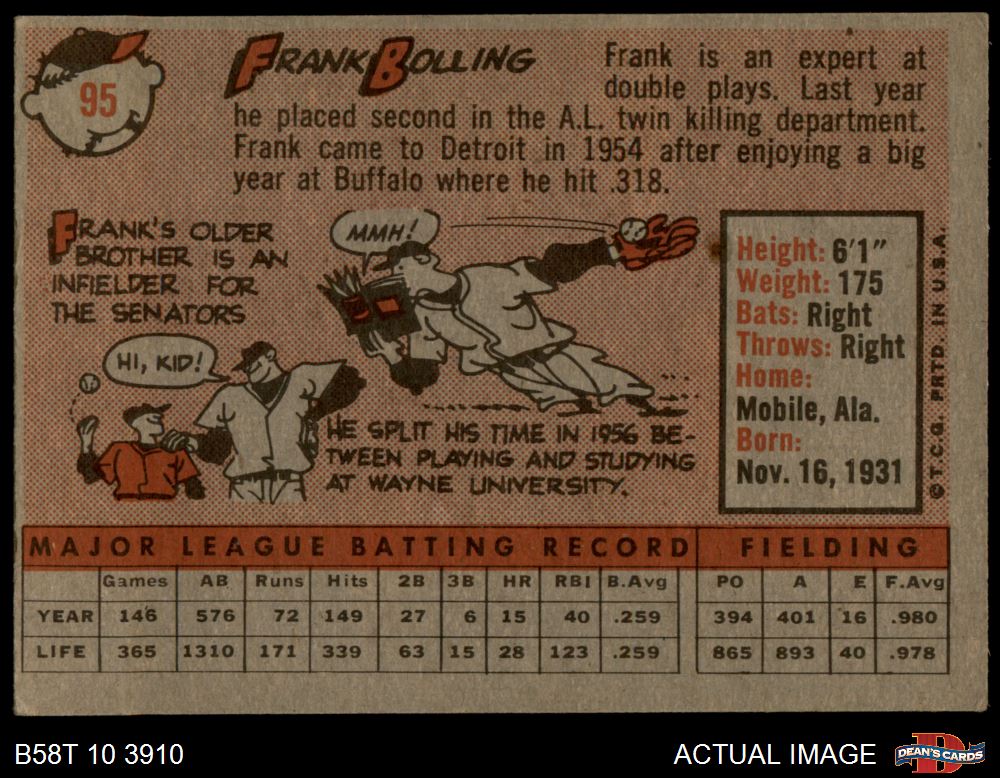 95
FRANK BOLLING
Frank is an expert at
double plays. Last year
he placed second in the A.L. twin killing department.
Frank came to Detroit in 1954 after enjoying a big
year at Buffalo where he hit .318.
FRANK'S OLDER
BROTHER IS AN
INFIELDER FOR
THE SENATORS
HI, KID!
MMH!
HE SPLIT HIS TIME IN 1956 BE-
TWEEN PLAYING AND STUDYING
AT WAYNE UNIVERSITY.
Height: 6'1"
Weight: 175
Bats: Right
Throws: Right
Home:
Mobile, Ala.
Born:
Nov. 16, 1931
© T.C.G. PRTD. IN U.S.A.
MAJOR LEAGUE BATTING RECORD FIELDING
Games AB Runs Hits 2B 3B HR RBI B.Avg PO A E F.Avg
YEAR 146 576 72 149 27 6 15 40 .259 394 401 16 .980
LIFE 365 1310 171 339 63 15 28 123 .259 865 893 40 .978
B58T 10 3910
ACTUAL IMAGE
DEAN'S CARDS